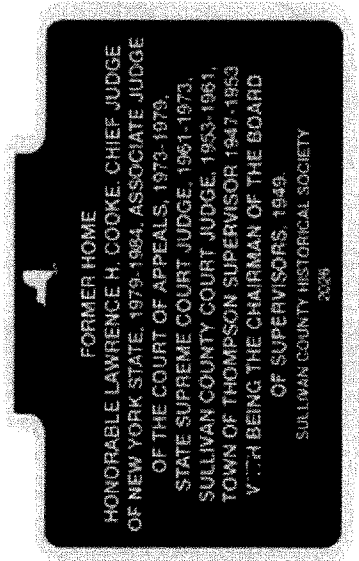 FORMER HOME
HONORABLE LAWRENCE H. COOKE, CHIEF JUDGE
OF NEW YORK STATE, 1979-1984, ASSOCIATE JUDGE
OF THE COURT OF APPEALS, 1973-1979,
STATE SUPREME COURT JUDGE, 1961-1973,
SULLIVAN COUNTY COURT JUDGE, 1953-1961,
TOWN OF THOMPSON SUPERVISOR 1947-1953
BEING THE CHAIRMAN OF THE BOARD
OF SUPERVISORS, 1949.
SULLIVAN COUNTY HISTORICAL SOCIETY